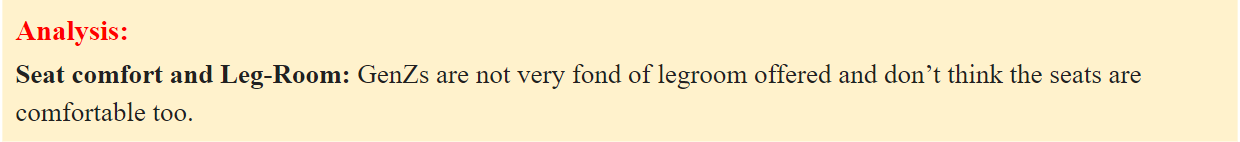 Analysis:
Seat comfort and Leg-Room: GenZs are not very fond of legroom offered and don’t think the seats are
comfortable too.